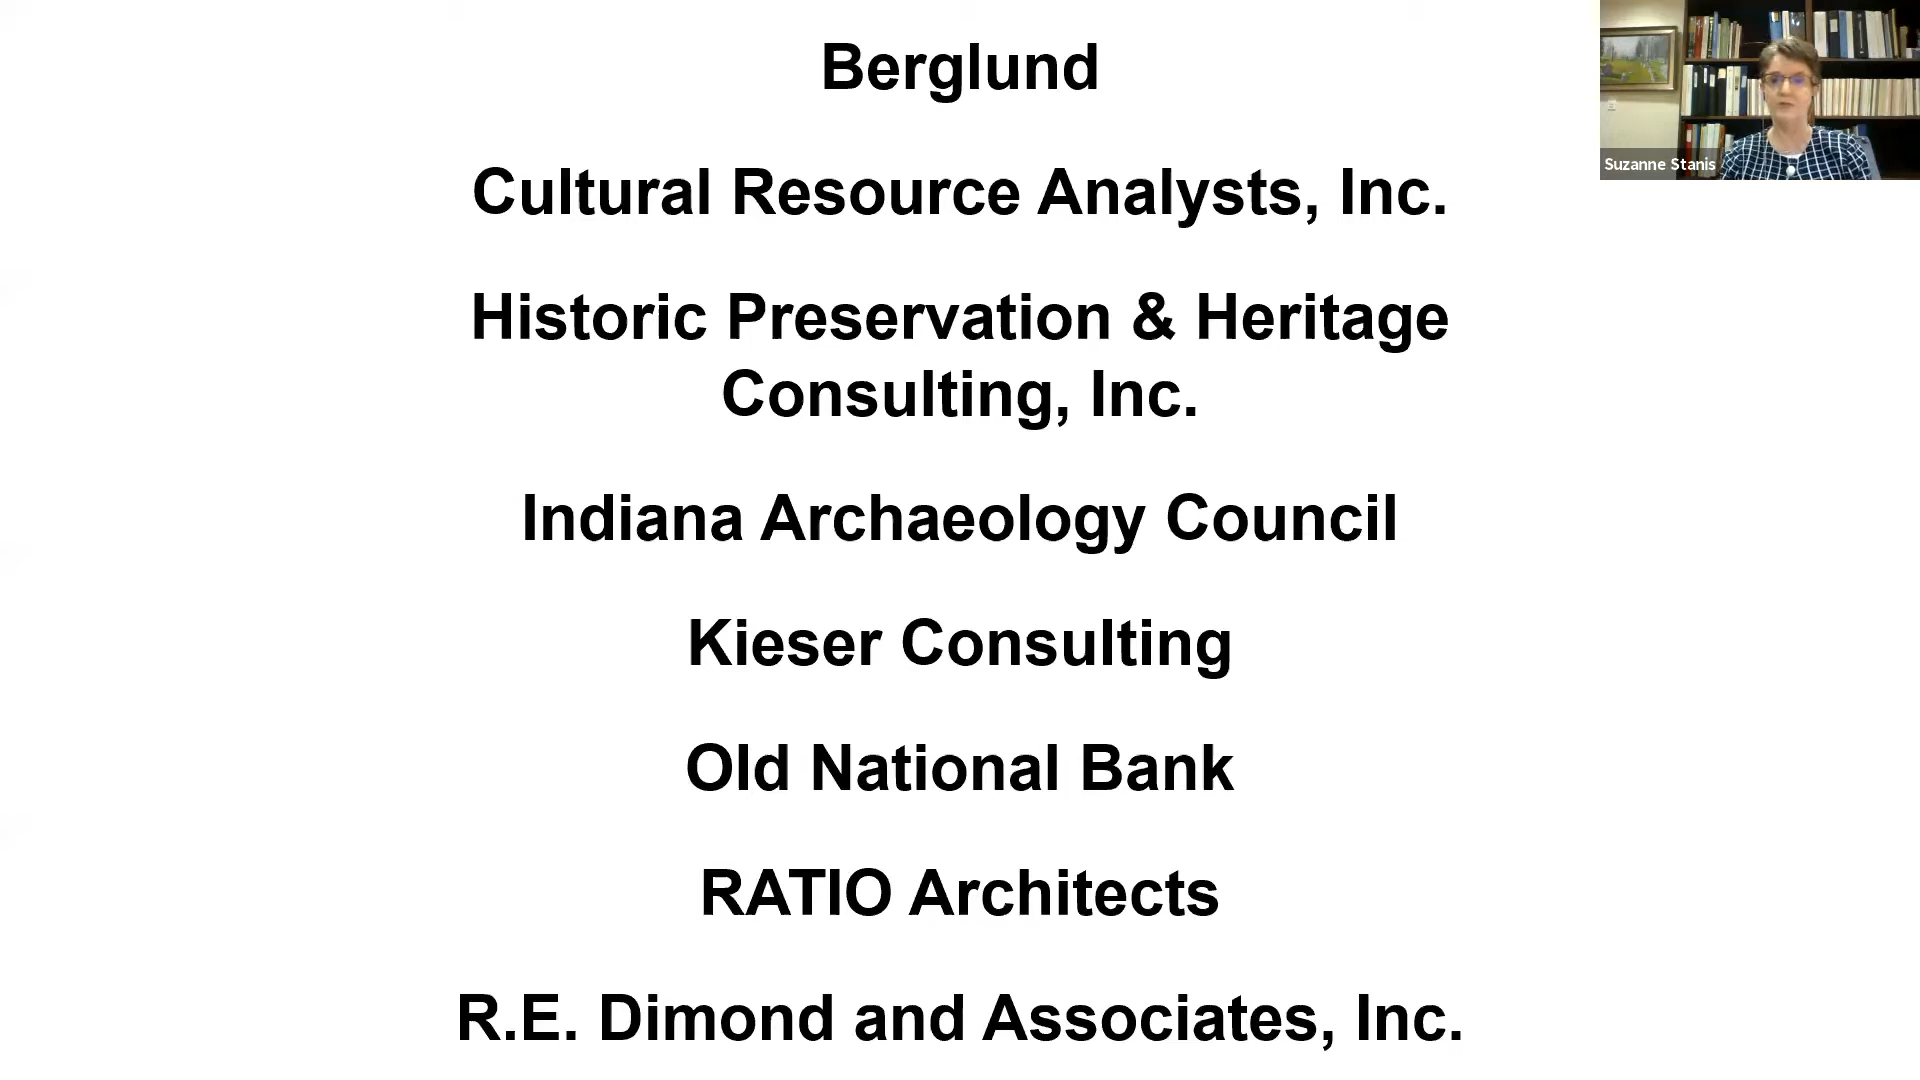 Berglund
Cultural Resource Analysts, Inc.
Historic Preservation & Heritage
Consulting, Inc.
Indiana Archaeology Council
Kieser Consulting
Old National Bank
RATIO Architects
R.E. Dimond and Associates, Inc.
Suzanne Stanis